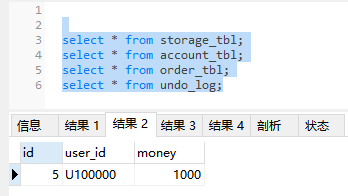 1
2
3 select * from storage_tbl;
4 select * from account_tbl;
5 select * from order_tbl;
6 select * from undo_log;
信息 结果 1 结果 2 结果 3 结果 4 剖析 状态
id user_id money
5 U100000 1000